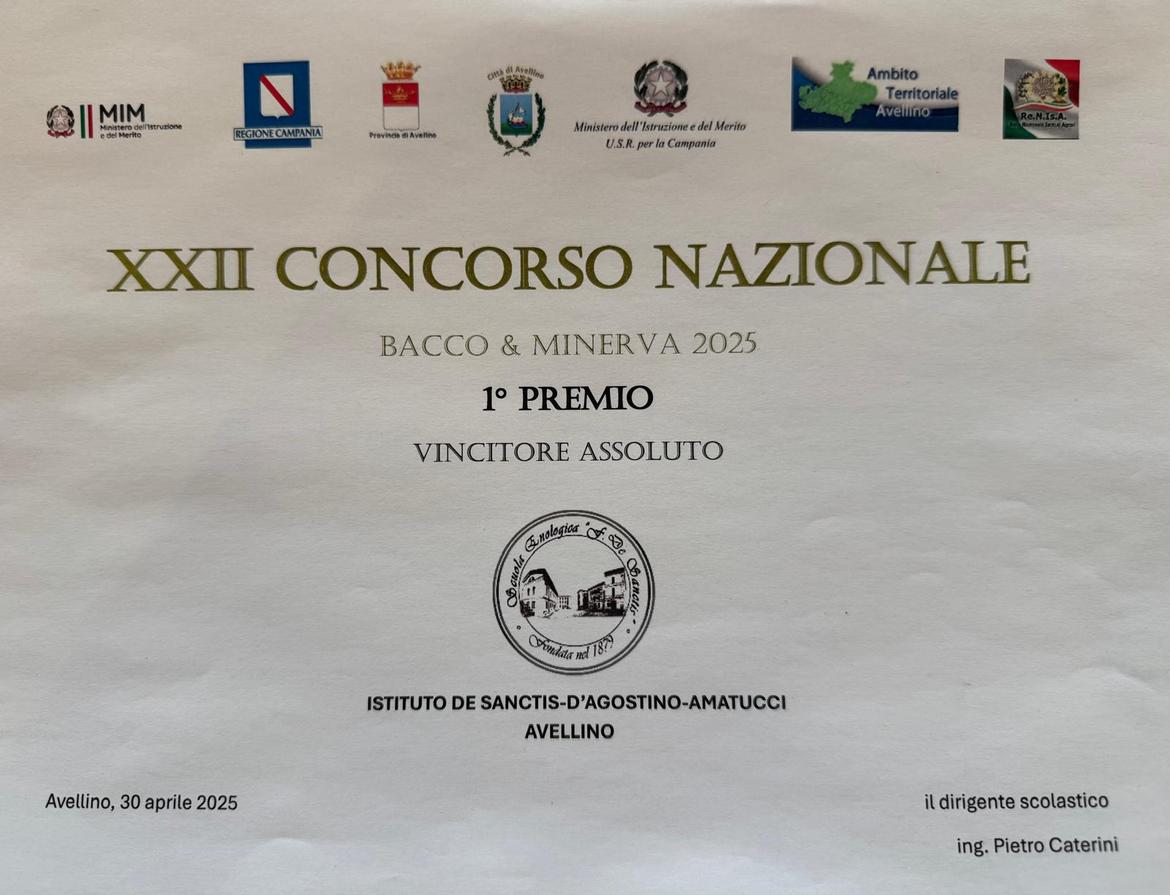 MIM
Ministero dell'Istruzione
e del Merito
REGIONE CAMPANIA
Provincia di Avellino
Città di Avellino
Ministero dell'Istruzione e del Merito
U.S.R. per la Campania
Ambito
Territoriale
Avellino
Re.N.Is.A.
XXII CONCORSO NAZIONALE
BACCO & MINERVA 2025
1° PREMIO
VINCITORE ASSOLUTO
Scuola Enologica "F. De Sanctis"
Fondata nel 1879
ISTITUTO DE SANCTIS-D'AGOSTINO-AMATUCCI
AVELLINO
Avellino, 30 aprile 2025
il dirigente scolastico
ing. Pietro Caterini